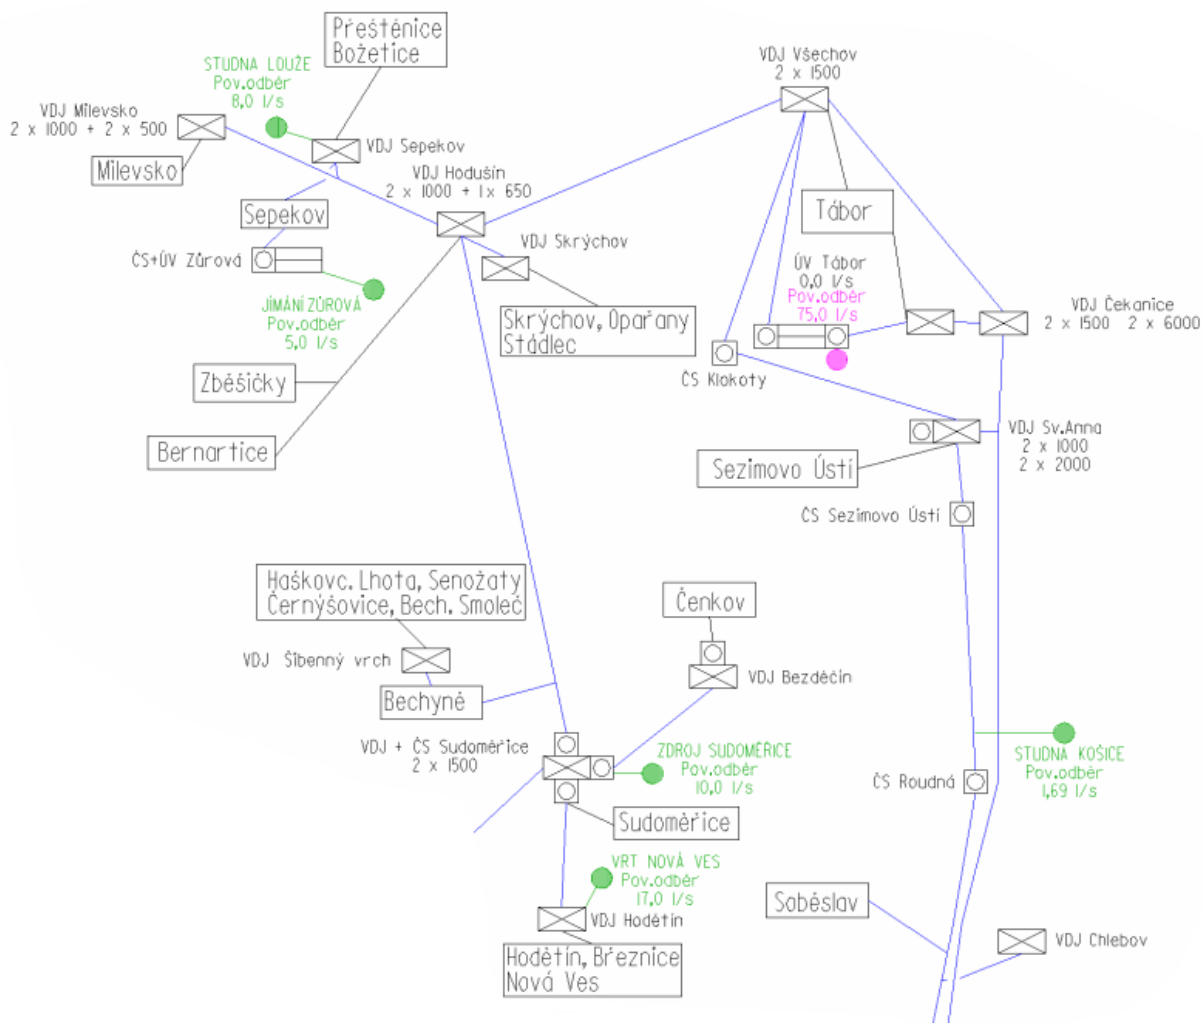 Přeštěnice
Božetice
STUDNA LOUŽE
Pov.odběr
8,0 l/s
VDJ Milevsko
2 x 1000 + 2 x 500
Milevsko
VDJ Sepekov
VDJ Hodušín
2 x 1000 + 1x 650
Sepekov
ČS+ÚV Zůrová
JÍMÁNÍ ZŮROVÁ
Pov.odběr
5,0 l/s
VDJ Skrýchov
Skrýchov, Opařany
Stádlec
Zběšičky
Bernartice
VDJ Všechov
2 x 1500
Tábor
ÚV Tábor
0,0 l/s
Pov.odběr
75,0 l/s
VDJ Čekanice
2 x 1500 2 x 6000
ČS Klokoty
VDJ Sv.Anna
2 x 1000
2 x 2000
Sezimovo Ústí
ČS Sezimovo Ústí
Haškovc. Lhota, Senožaty
Černýšovice, Bech. Smoleč
VDJ Šibenný vrch
Bechyně
Čenkov
VDJ Bezděčín
VDJ + ČS Sudoměřice
2 x 1500
ZDROJ SUDOMĚŘICE
Pov.odběr
10,0 l/s
Sudoměřice
VRT NOVÁ VES
Pov.odběr
17,0 l/s
VDJ Hodětín
Hodětín, Březnice
Nová Ves
STUDNA KOŠICE
Pov.odběr
1,69 l/s
ČS Roudná
Soběslav
VDJ Chlebov